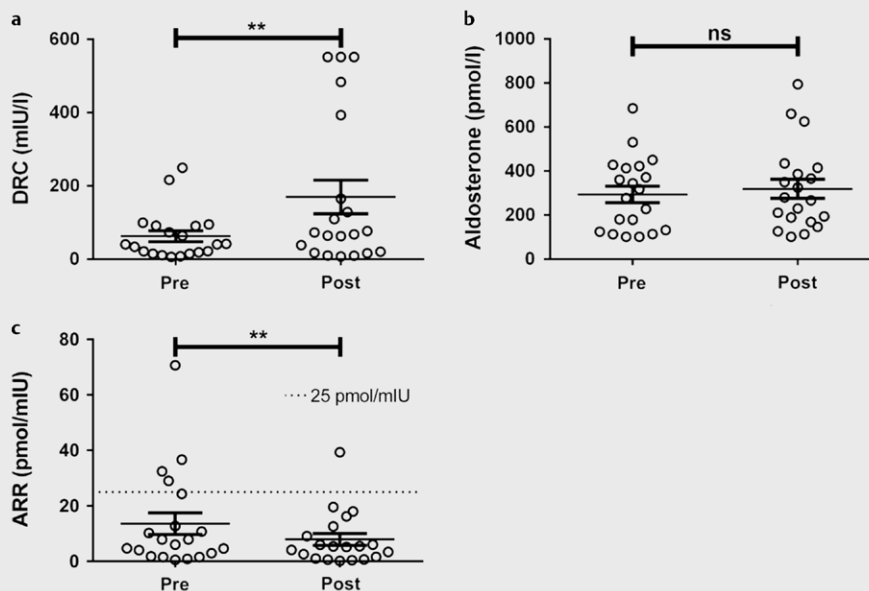 a
**
600
400
200
0
DRC (mIU/l)
Pre Post
b
ns
1000
800
600
400
200
0
Aldosterone (pmol/l)
Pre Post
c
**
80
60
40
20
0
ARR (pmol/mIU)
25 pmol/mIU
Pre Post